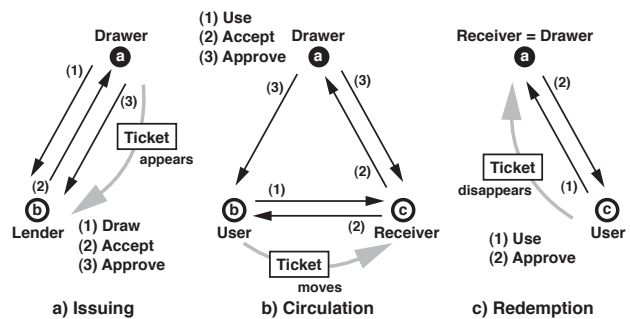 Drawer
a
(1)
(3)
Ticket
appears
(2)
b
Lender
(1) Draw
(2) Accept
(3) Approve
a) Issuing
(1) Use
(2) Accept
(3) Approve
Drawer
a
(3)
(3)
(2)
b
(1)
c
User
(2)
Receiver
Ticket
moves
b) Circulation
Receiver = Drawer
a
(2)
Ticket
disappears
(1)
c
User
(1) Use
(2) Approve
c) Redemption